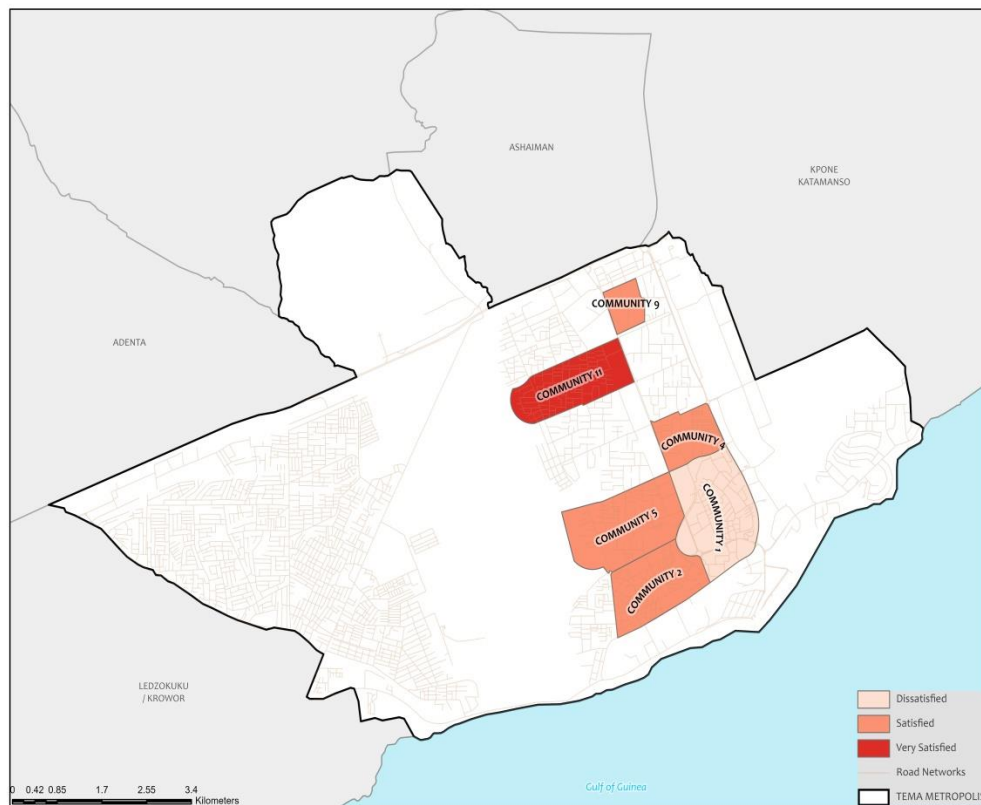 ASHAIMAN
KPONE
KATAMANSO
COMMUNITY 9
ADENTA
COMMUNITY 11
COMMUNITY 4
COMMUNITY 1
COMMUNITY 5
COMMUNITY 2
LEDZOKUKU
/ KROWOR
Dissatisfied
Satisfied
Very Satisfied
Road Networks
TEMA METROPOLIS
Gulf of Guinea
0 0.42 0.85 1.7 2.55 3.4
Kilometers